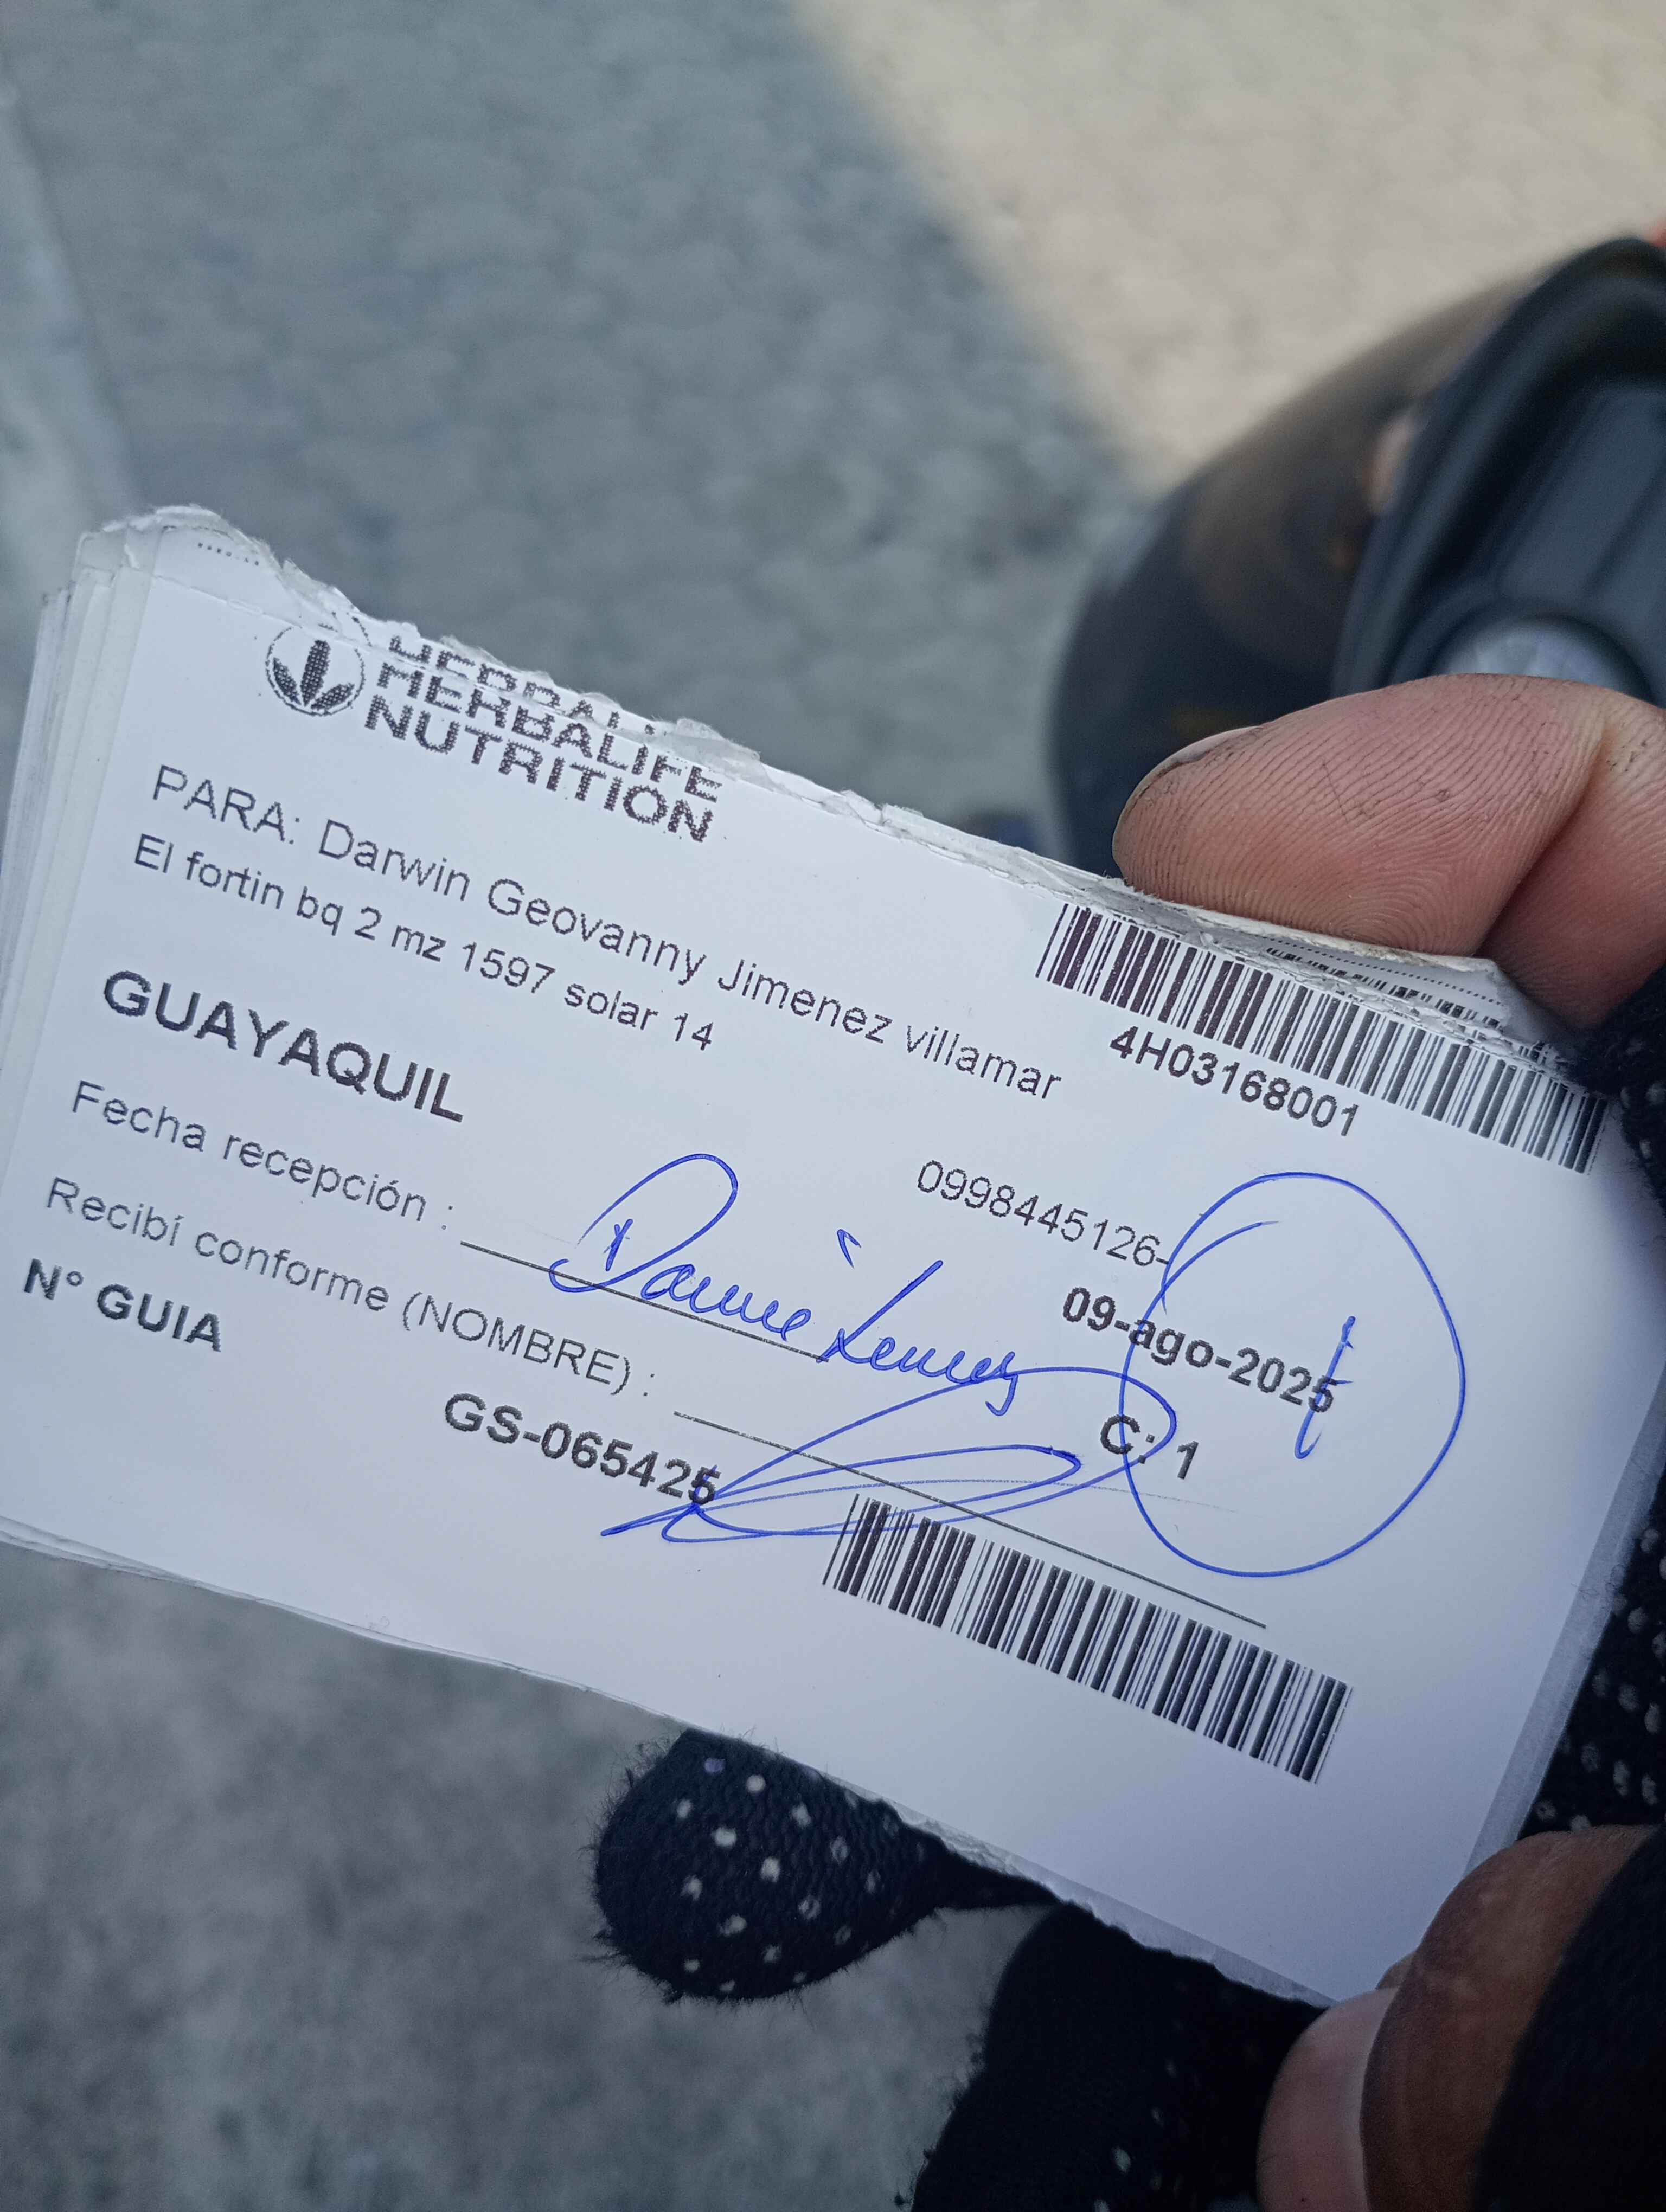 HERBALIFE
NUTRITION
PARA: Darwin Geovanny Jimenez villamar
El fortin bq 2 mz 1597 solar 14
4H03168001
GUAYAQUIL
0998445126-
Fecha recepción :
09-ago-2025
Recibí conforme (NOMBRE) :
C: 1
N° GUIA
GS-065425
1